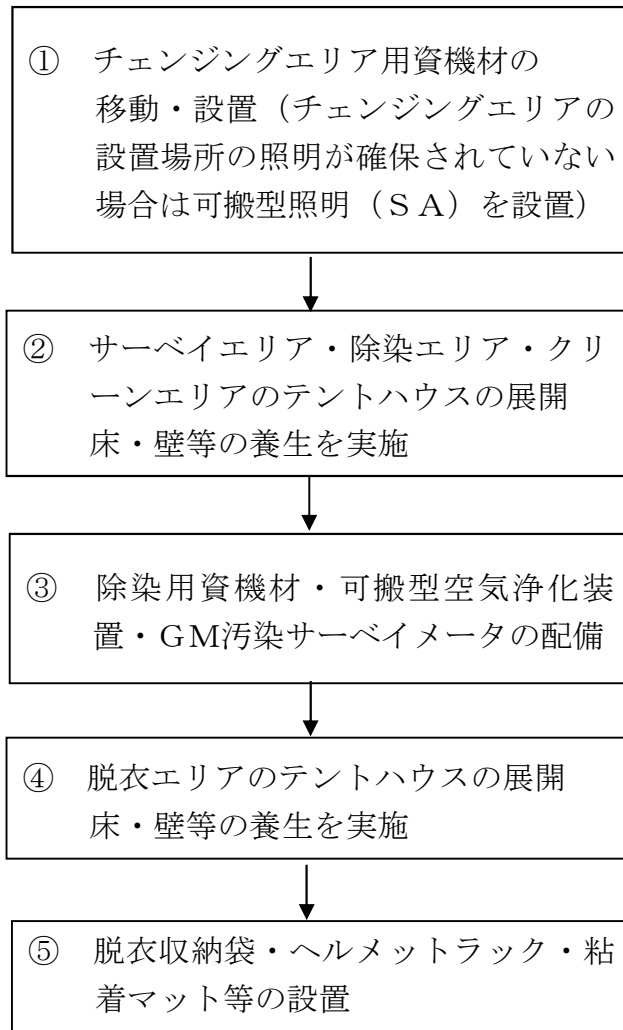 ① チェンジングエリア用資機材の
移動・設置（チェンジングエリアの
設置場所の照明が確保されていない
場合は可搬型照明（ＳＡ）を設置）
② サーベイエリア・除染エリア・クリ
ーンエリアのテントハウスの展開
床・壁等の養生を実施
③ 除染用資機材・可搬型空気浄化装
置・ＧＭ汚染サーベイメータの配備
④ 脱衣エリアのテントハウスの展開
床・壁等の養生を実施
⑤ 脱衣収納袋・ヘルメットラック・粘
着マット等の設置